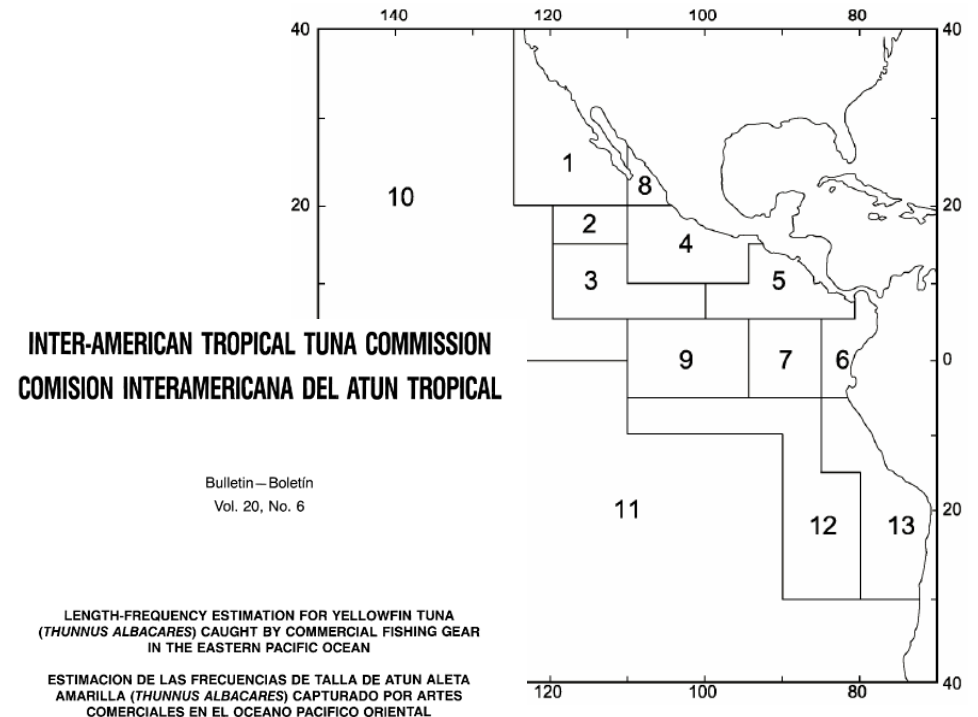 140
120
100
80
40
40
1
8
10
20
2
4
20
3
5
INTER-AMERICAN TROPICAL TUNA COMMISSION
9
7
6
0
COMISION INTERAMERICANA DEL ATUN TROPICAL
Bulletin—Boletín
Vol. 20, No. 6
11
12
13
20
LENGTH-FREQUENCY ESTIMATION FOR YELLOWFIN TUNA
(THUNNUS ALBACARES) CAUGHT BY COMMERCIAL FISHING GEAR
IN THE EASTERN PACIFIC OCEAN
ESTIMACION DE LAS FRECUENCIAS DE TALLA DE ATUN ALETA
AMARILLA (THUNNUS ALBACARES) CAPTURADO POR ARTES
COMERCIALES EN EL OCEANO PACIFICO ORIENTAL
120
100
80
40